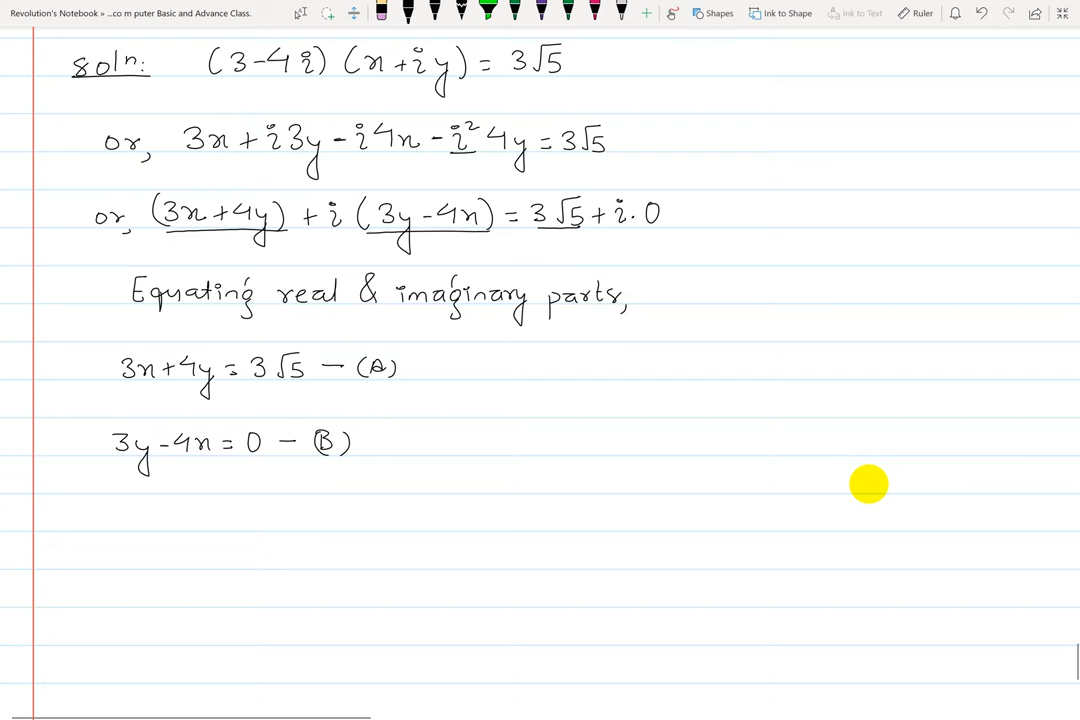 Revolution's Notebook » ...co m puter Basic and Advance Class.
Shapes Ink to Shape Ink to Text Ruler
soln: (3-4i) (x+iy) = 3√5
or, 3x + i3y - i4x - i²4y = 3√5
or, (3x+4y) + i (3y-4x) = 3√5 + i.0
Equating real & imaginary parts,
3x+4y = 3√5 - (A)
3y-4x = 0 - (B)